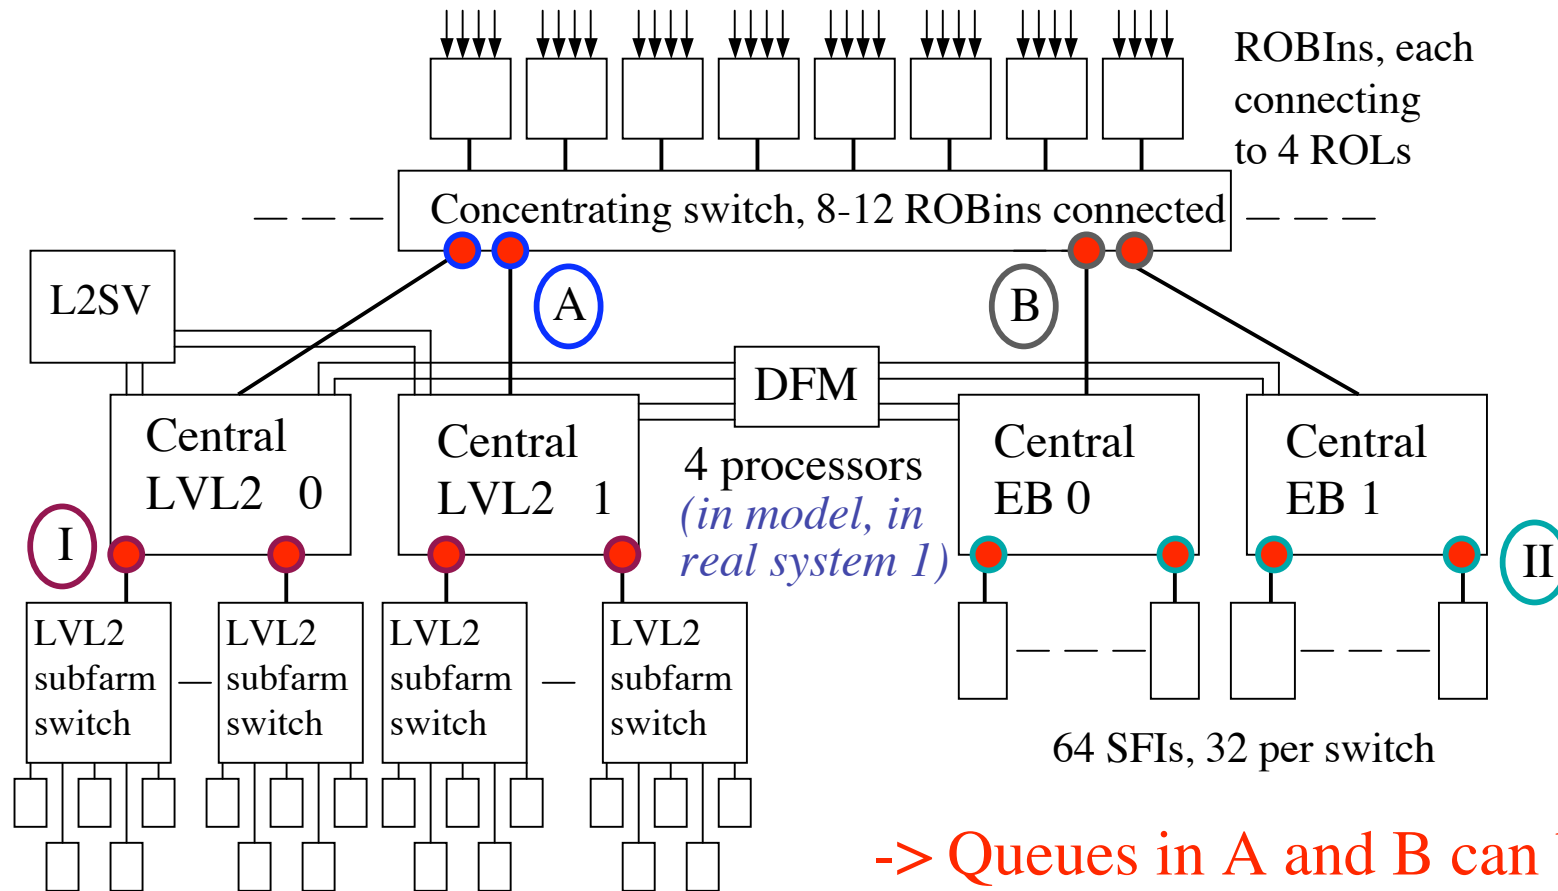 ROBIns, each
connecting
to 4 ROLs
Concentrating switch, 8-12 ROBins connected
L2SV
A
B
DFM
Central
LVL2 0
Central
LVL2 1
4 processors
(in model, in
real system 1)
Central
EB 0
Central
EB 1
I
II
LVL2
subfarm
switch
LVL2
subfarm
switch
LVL2
subfarm
switch
LVL2
subfarm
switch
64 SFIs, 32 per switch
-> Queues in A and B can